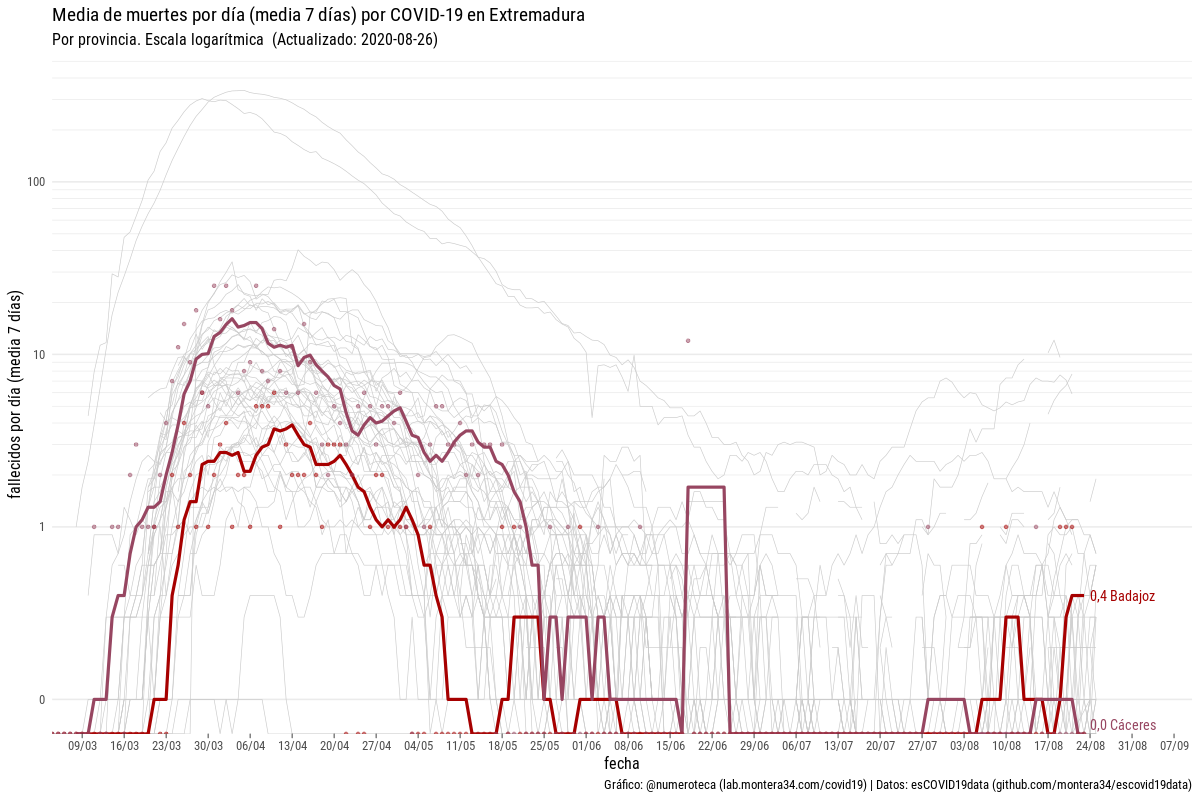 Media de muertes por día (media 7 días) por COVID-19 en Extremadura
Por provincia. Escala logarítmica (Actualizado: 2020-08-26)
fallecidos por día (media 7 días)
100
10
1
0
0,4 Badajoz
0,0 Cáceres
09/03 16/03 23/03 30/03 6/04 13/04 20/04 27/04 04/05 11/05 18/05 25/05 01/06 08/06 15/06 22/06 29/06 06/07 13/07 20/07 27/07 03/08 10/08 17/08 24/08 31/08 07/09
fecha
Gráfico: @numeroteca (lab.montera34.com/covid19) | Datos: esCOVID19data (github.com/montera34/escovid19data)